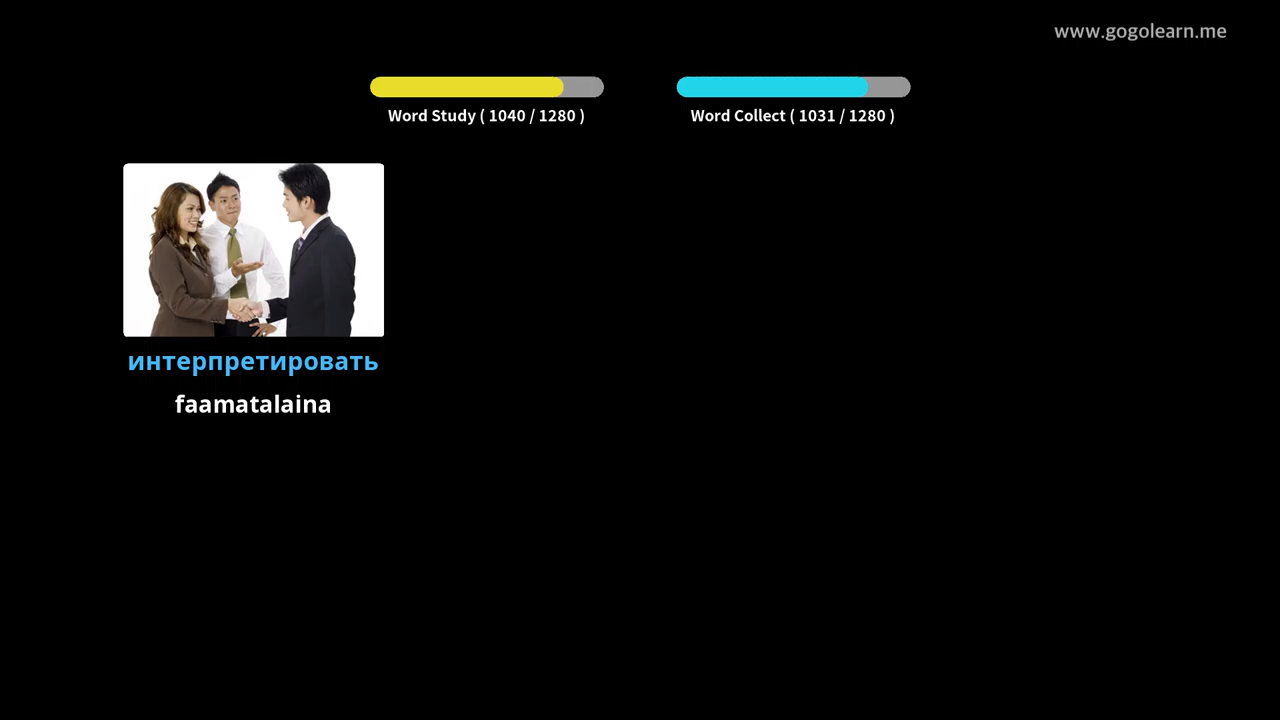 www.gogolearn.me
Word Study ( 1040 / 1280 )
Word Collect ( 1031 / 1280 )
интерпретировать
faamatalaina